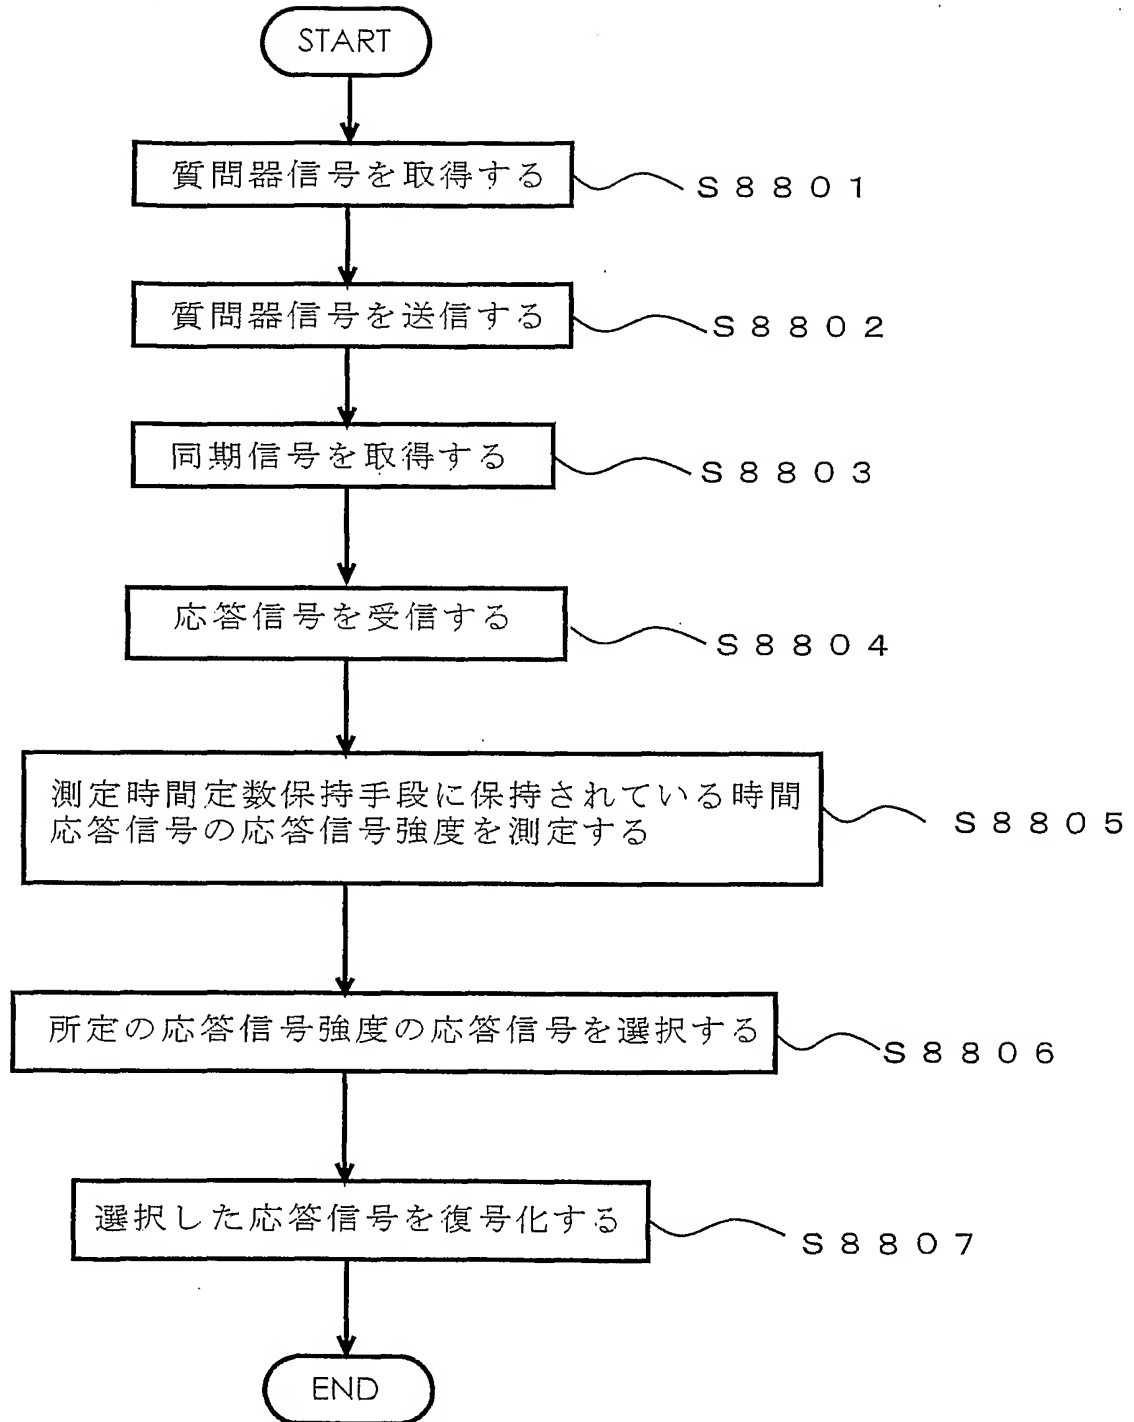 START
質問器信号を取得する
S8801
質問器信号を送信する
S8802
同期信号を取得する
S8803
応答信号を受信する
S8804
測定時間定数保持手段に保持されている時間
応答信号の応答信号強度を測定する
S8805
所定の応答信号強度の応答信号を選択する
S8806
選択した応答信号を復号化する
S8807
END